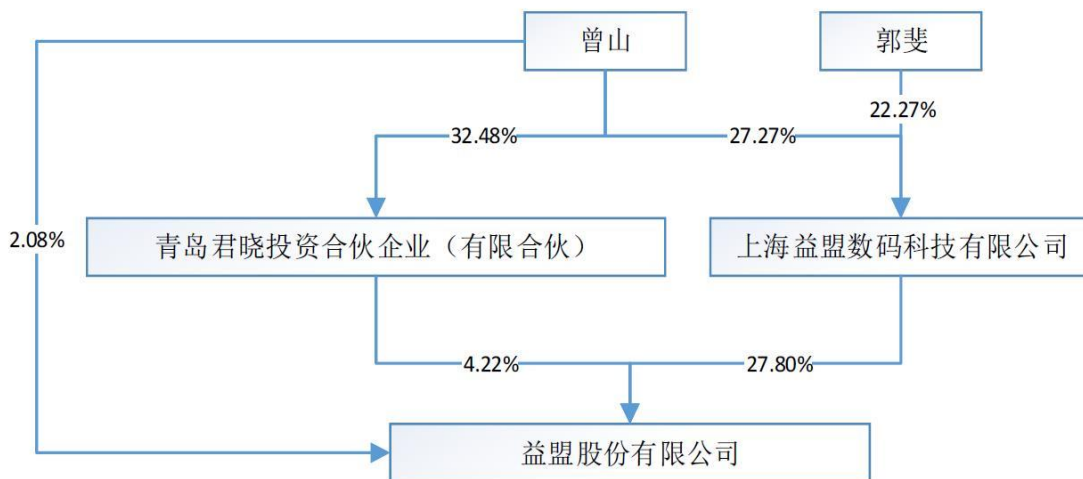 曾山
郭斐
22.27%
32.48%
27.27%
2.08%
青岛君晓投资合伙企业（有限合伙）
上海益盟数码科技有限公司
4.22%
27.80%
益盟股份有限公司